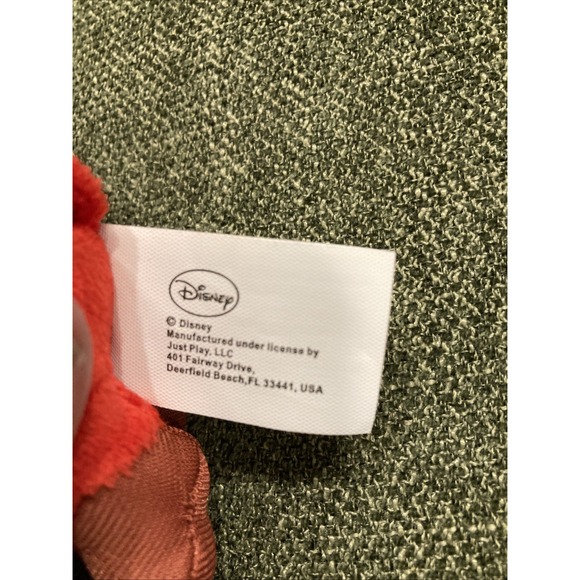 Disney
© Disney
Manufactured under license by
Just Play, LLC
401 Fairway Drive,
Deerfield Beach,FL 33441, USA